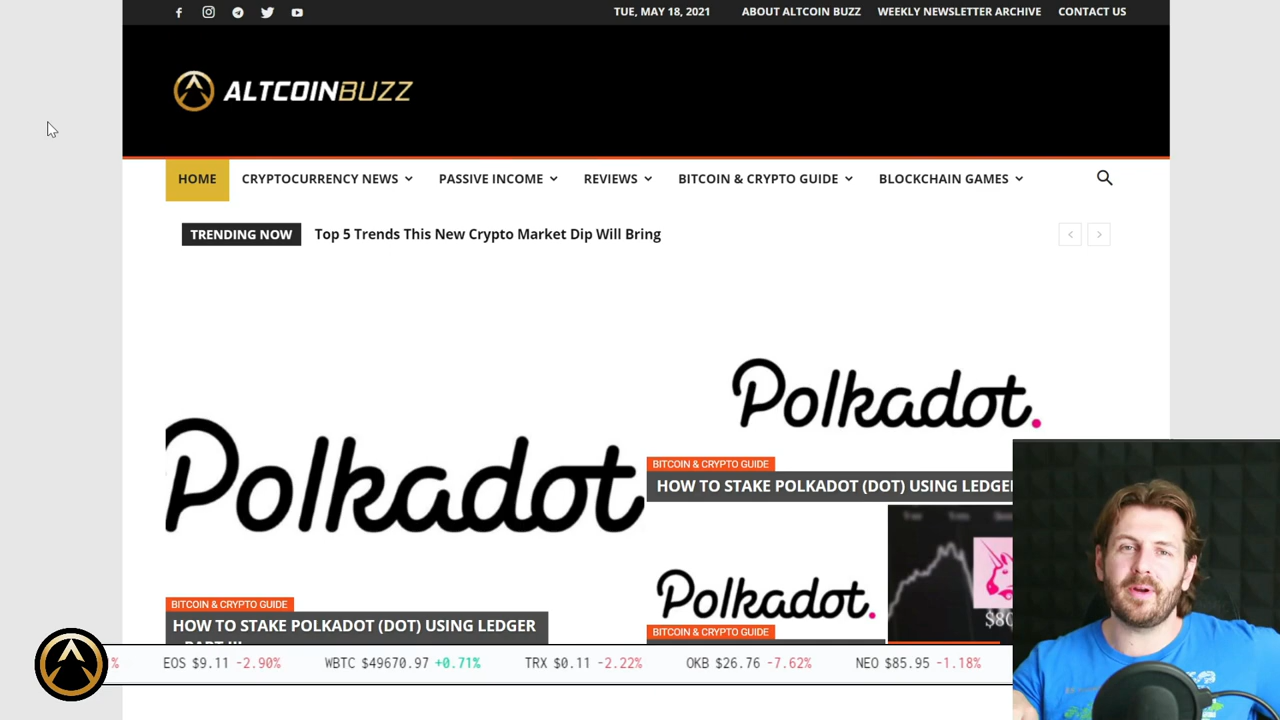 TUE, MAY 18, 2021 ABOUT ALTCOIN BUZZ WEEKLY NEWSLETTER ARCHIVE CONTACT US
ALTCOINBUZZ
HOME CRYPTOCURRENCY NEWS PASSIVE INCOME REVIEWS BITCOIN & CRYPTO GUIDE BLOCKCHAIN GAMES
TRENDING NOW Top 5 Trends This New Crypto Market Dip Will Bring
Polkadot.
BITCOIN & CRYPTO GUIDE
HOW TO STAKE POLKADOT (DOT) USING LEDGER
Polkadot
BITCOIN & CRYPTO GUIDE
HOW TO STAKE POLKADOT (DOT) USING LEDGER
Polkadot.
BITCOIN & CRYPTO GUIDE
$80
% EOS $9.11 -2.90% WBTC $49670.97 +0.71% TRX $0.11 -2.22% OKB $26.76 -7.62% NEO $85.95 -1.18%